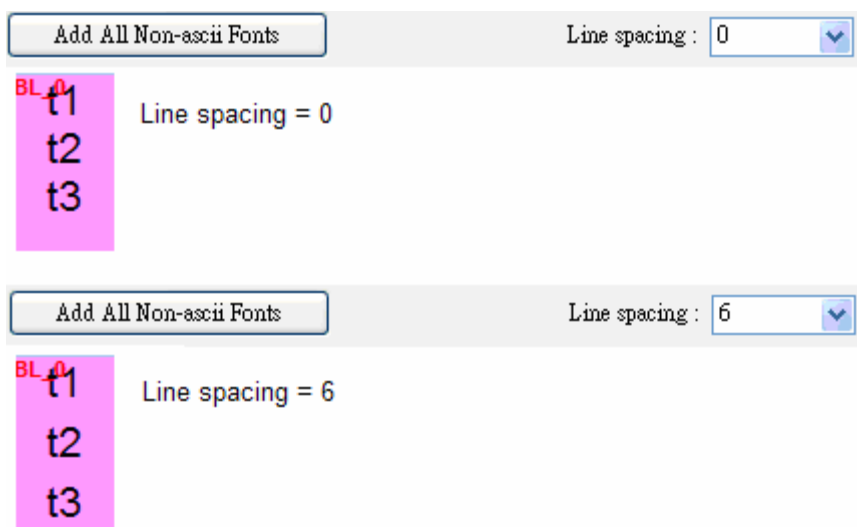 Add All Non-ascii Fonts Line spacing : 0
BL_0
t1 Line spacing = 0
t2
t3
Add All Non-ascii Fonts Line spacing : 6
BL_0
t1 Line spacing = 6
t2
t3